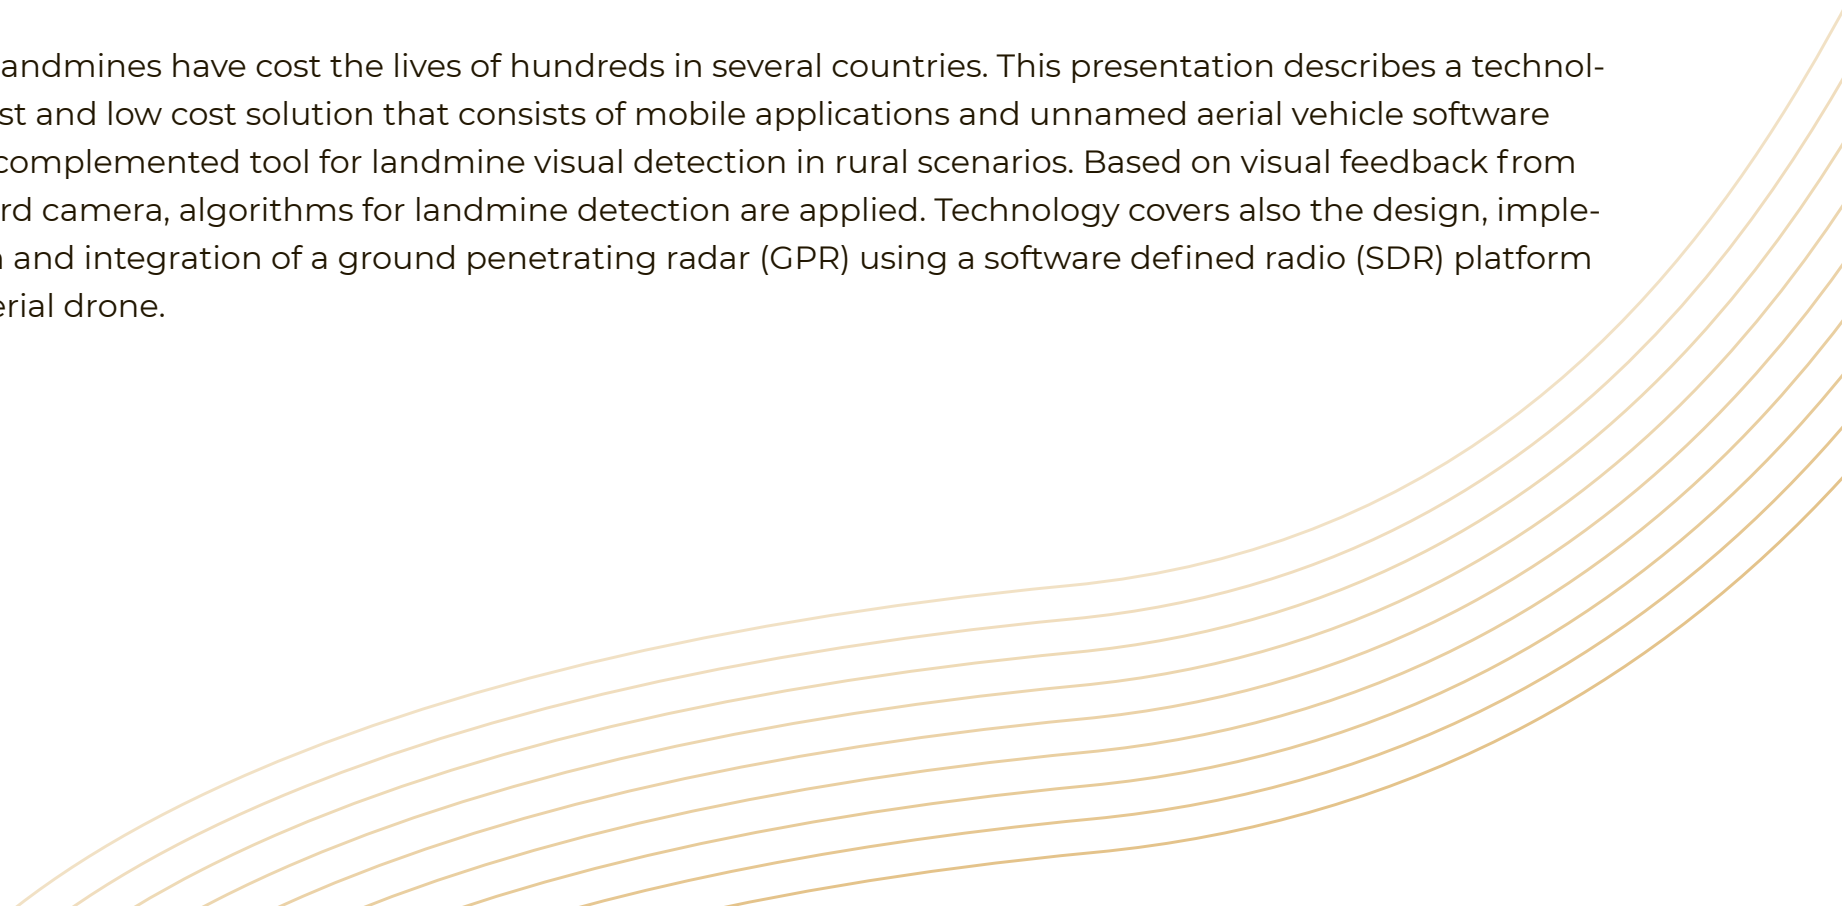 andmines have cost the lives of hundreds in several countries. This presentation describes a technol-
st and low cost solution that consists of mobile applications and unnamed aerial vehicle software
complemented tool for landmine visual detection in rural scenarios. Based on visual feedback from
rd camera, algorithms for landmine detection are applied. Technology covers also the design, imple-
and integration of a ground penetrating radar (GPR) using a software defined radio (SDR) platform
erial drone.